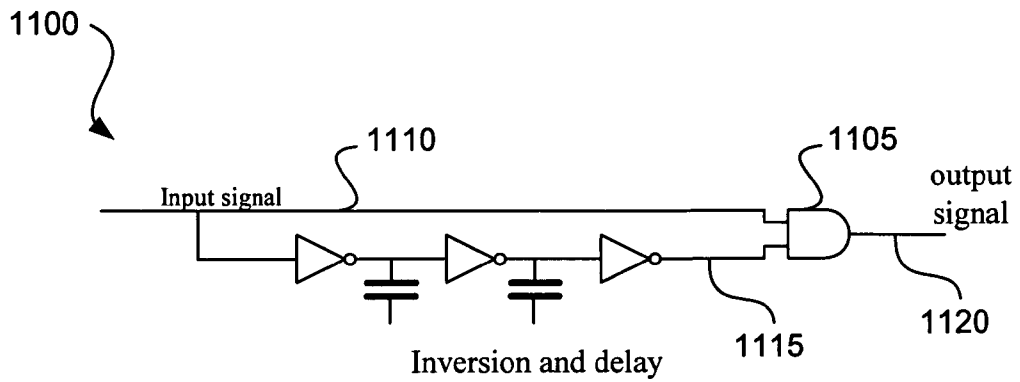 1100
1110
1105
Input signal
output
signal
1115
1120
Inversion and delay